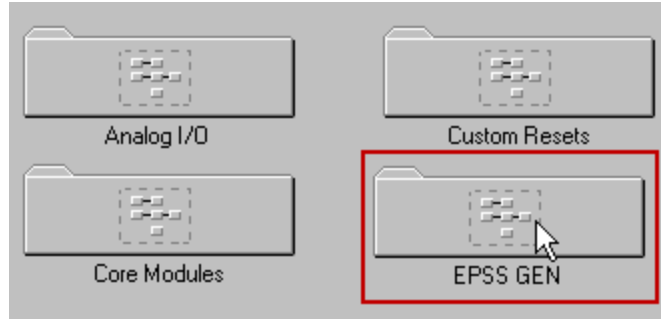 Analog I/O
Custom Resets
Core Modules
EPSS GEN